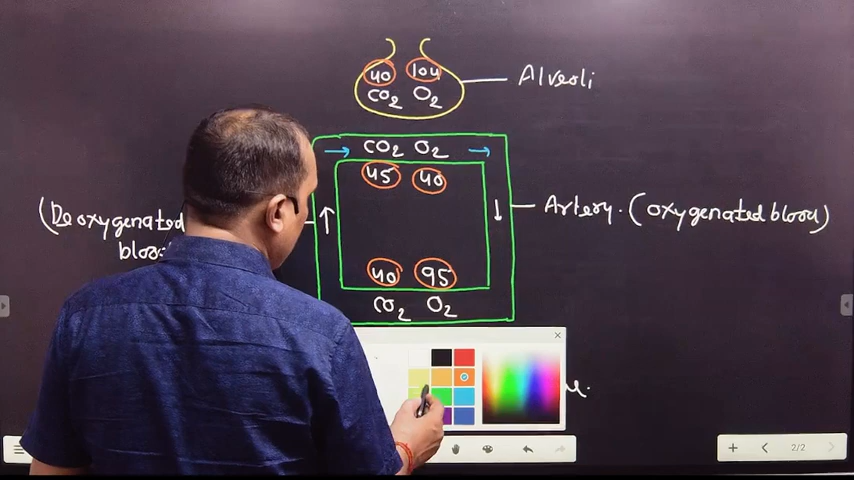 40 104
CO2 O2
Alveoli
CO2 O2
45 40
(Deoxygenated
Artery. (oxygenated blood)
40 95
CO2 O2
2/2